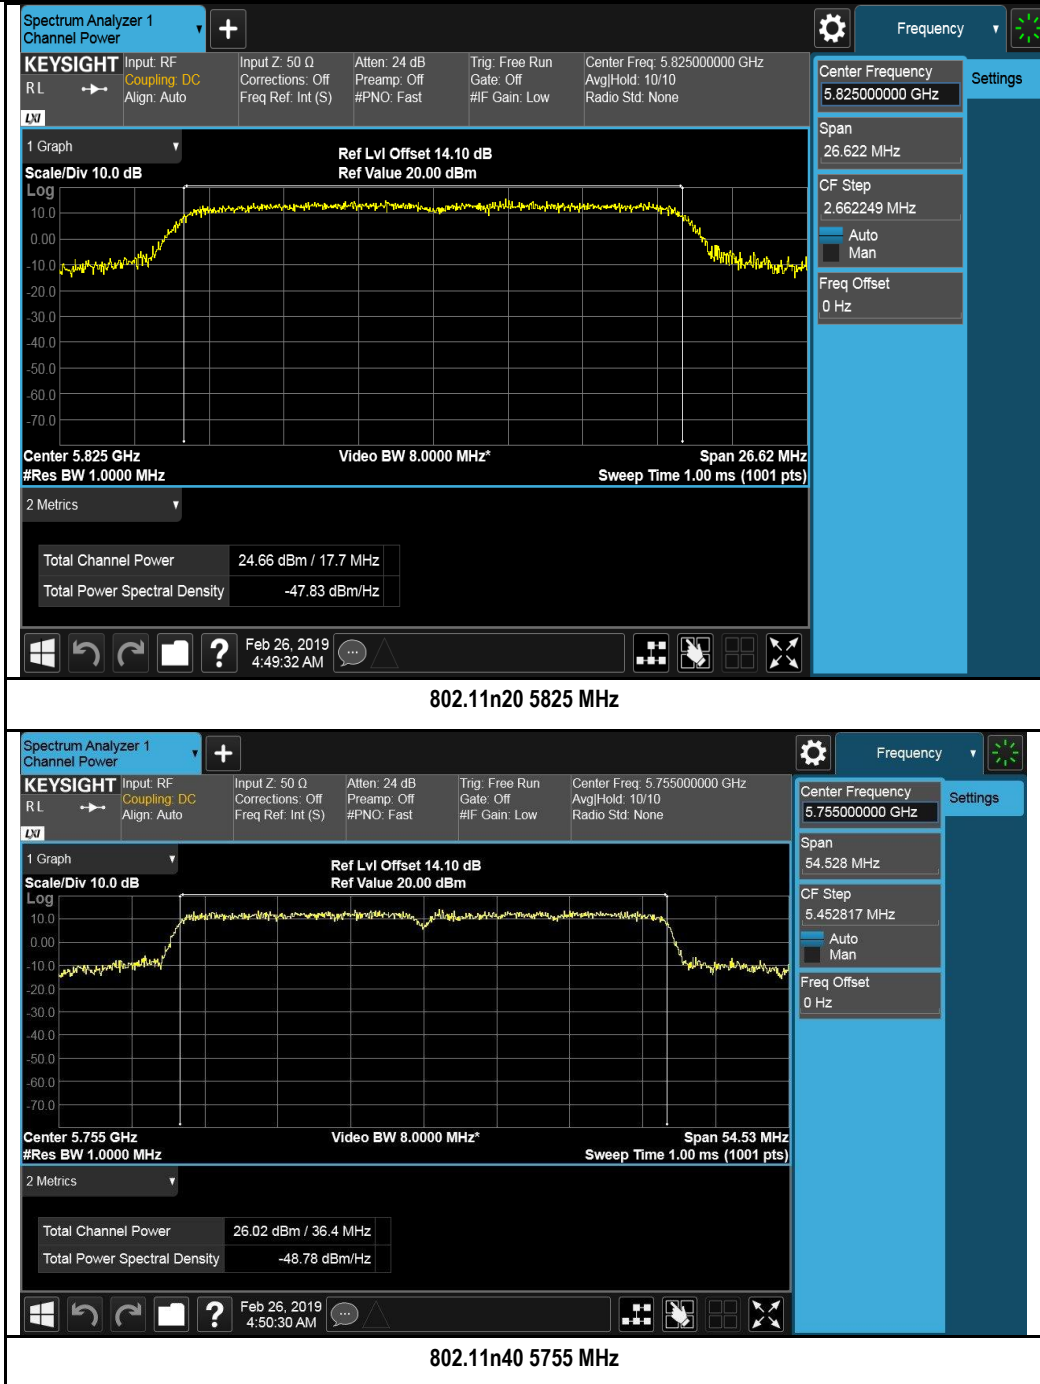 Spectrum Analyzer 1
Channel Power
Frequency
KEYSIGHT
R L
LXI
Input: RF
Coupling: DC
Align: Auto
Input Z: 50 Ω
Corrections: Off
Freq Ref: Int (S)
Atten: 24 dB
Preamp: Off
#PNO: Fast
Trig: Free Run
Gate: Off
#IF Gain: Low
Center Freq: 5.825000000 GHz
Avg|Hold: 10/10
Radio Std: None
Center Frequency
5.825000000 GHz
Settings
Span
26.622 MHz
CF Step
2.662249 MHz
Auto
Man
Freq Offset
0 Hz
1 Graph
Scale/Div 10.0 dB
Ref Lvl Offset 14.10 dB
Ref Value 20.00 dBm
Log
10.0
0.00
-10.0
-20.0
-30.0
-40.0
-50.0
-60.0
-70.0
Center 5.825 GHz
#Res BW 1.0000 MHz
Video BW 8.0000 MHz*
Span 26.62 MHz
Sweep Time 1.00 ms (1001 pts)
2 Metrics
Total Channel Power 24.66 dBm / 17.7 MHz
Total Power Spectral Density -47.83 dBm/Hz
?
Feb 26, 2019
4:49:32 AM
802.11n20 5825 MHz
Spectrum Analyzer 1
Channel Power
Frequency
KEYSIGHT
R L
LXI
Input: RF
Coupling: DC
Align: Auto
Input Z: 50 Ω
Corrections: Off
Freq Ref: Int (S)
Atten: 24 dB
Preamp: Off
#PNO: Fast
Trig: Free Run
Gate: Off
#IF Gain: Low
Center Freq: 5.755000000 GHz
Avg|Hold: 10/10
Radio Std: None
Center Frequency
5.755000000 GHz
Settings
Span
54.528 MHz
CF Step
5.452817 MHz
Auto
Man
Freq Offset
0 Hz
1 Graph
Scale/Div 10.0 dB
Ref Lvl Offset 14.10 dB
Ref Value 20.00 dBm
Log
10.0
0.00
-10.0
-20.0
-30.0
-40.0
-50.0
-60.0
-70.0
Center 5.755 GHz
#Res BW 1.0000 MHz
Video BW 8.0000 MHz*
Span 54.53 MHz
Sweep Time 1.00 ms (1001 pts)
2 Metrics
Total Channel Power 26.02 dBm / 36.4 MHz
Total Power Spectral Density -48.78 dBm/Hz
?
Feb 26, 2019
4:50:30 AM
802.11n40 5755 MHz